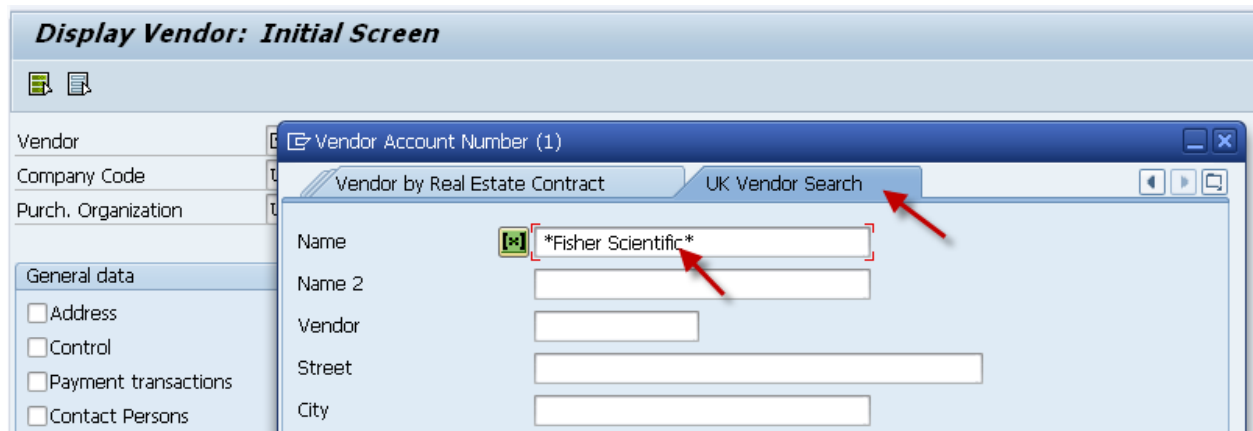 Display Vendor: Initial Screen
Vendor
Company Code
Purch. Organization
General data
Address
Control
Payment transactions
Contact Persons
Vendor Account Number (1)
Vendor by Real Estate Contract
UK Vendor Search
Name
*Fisher Scientific*
Name 2
Vendor
Street
City